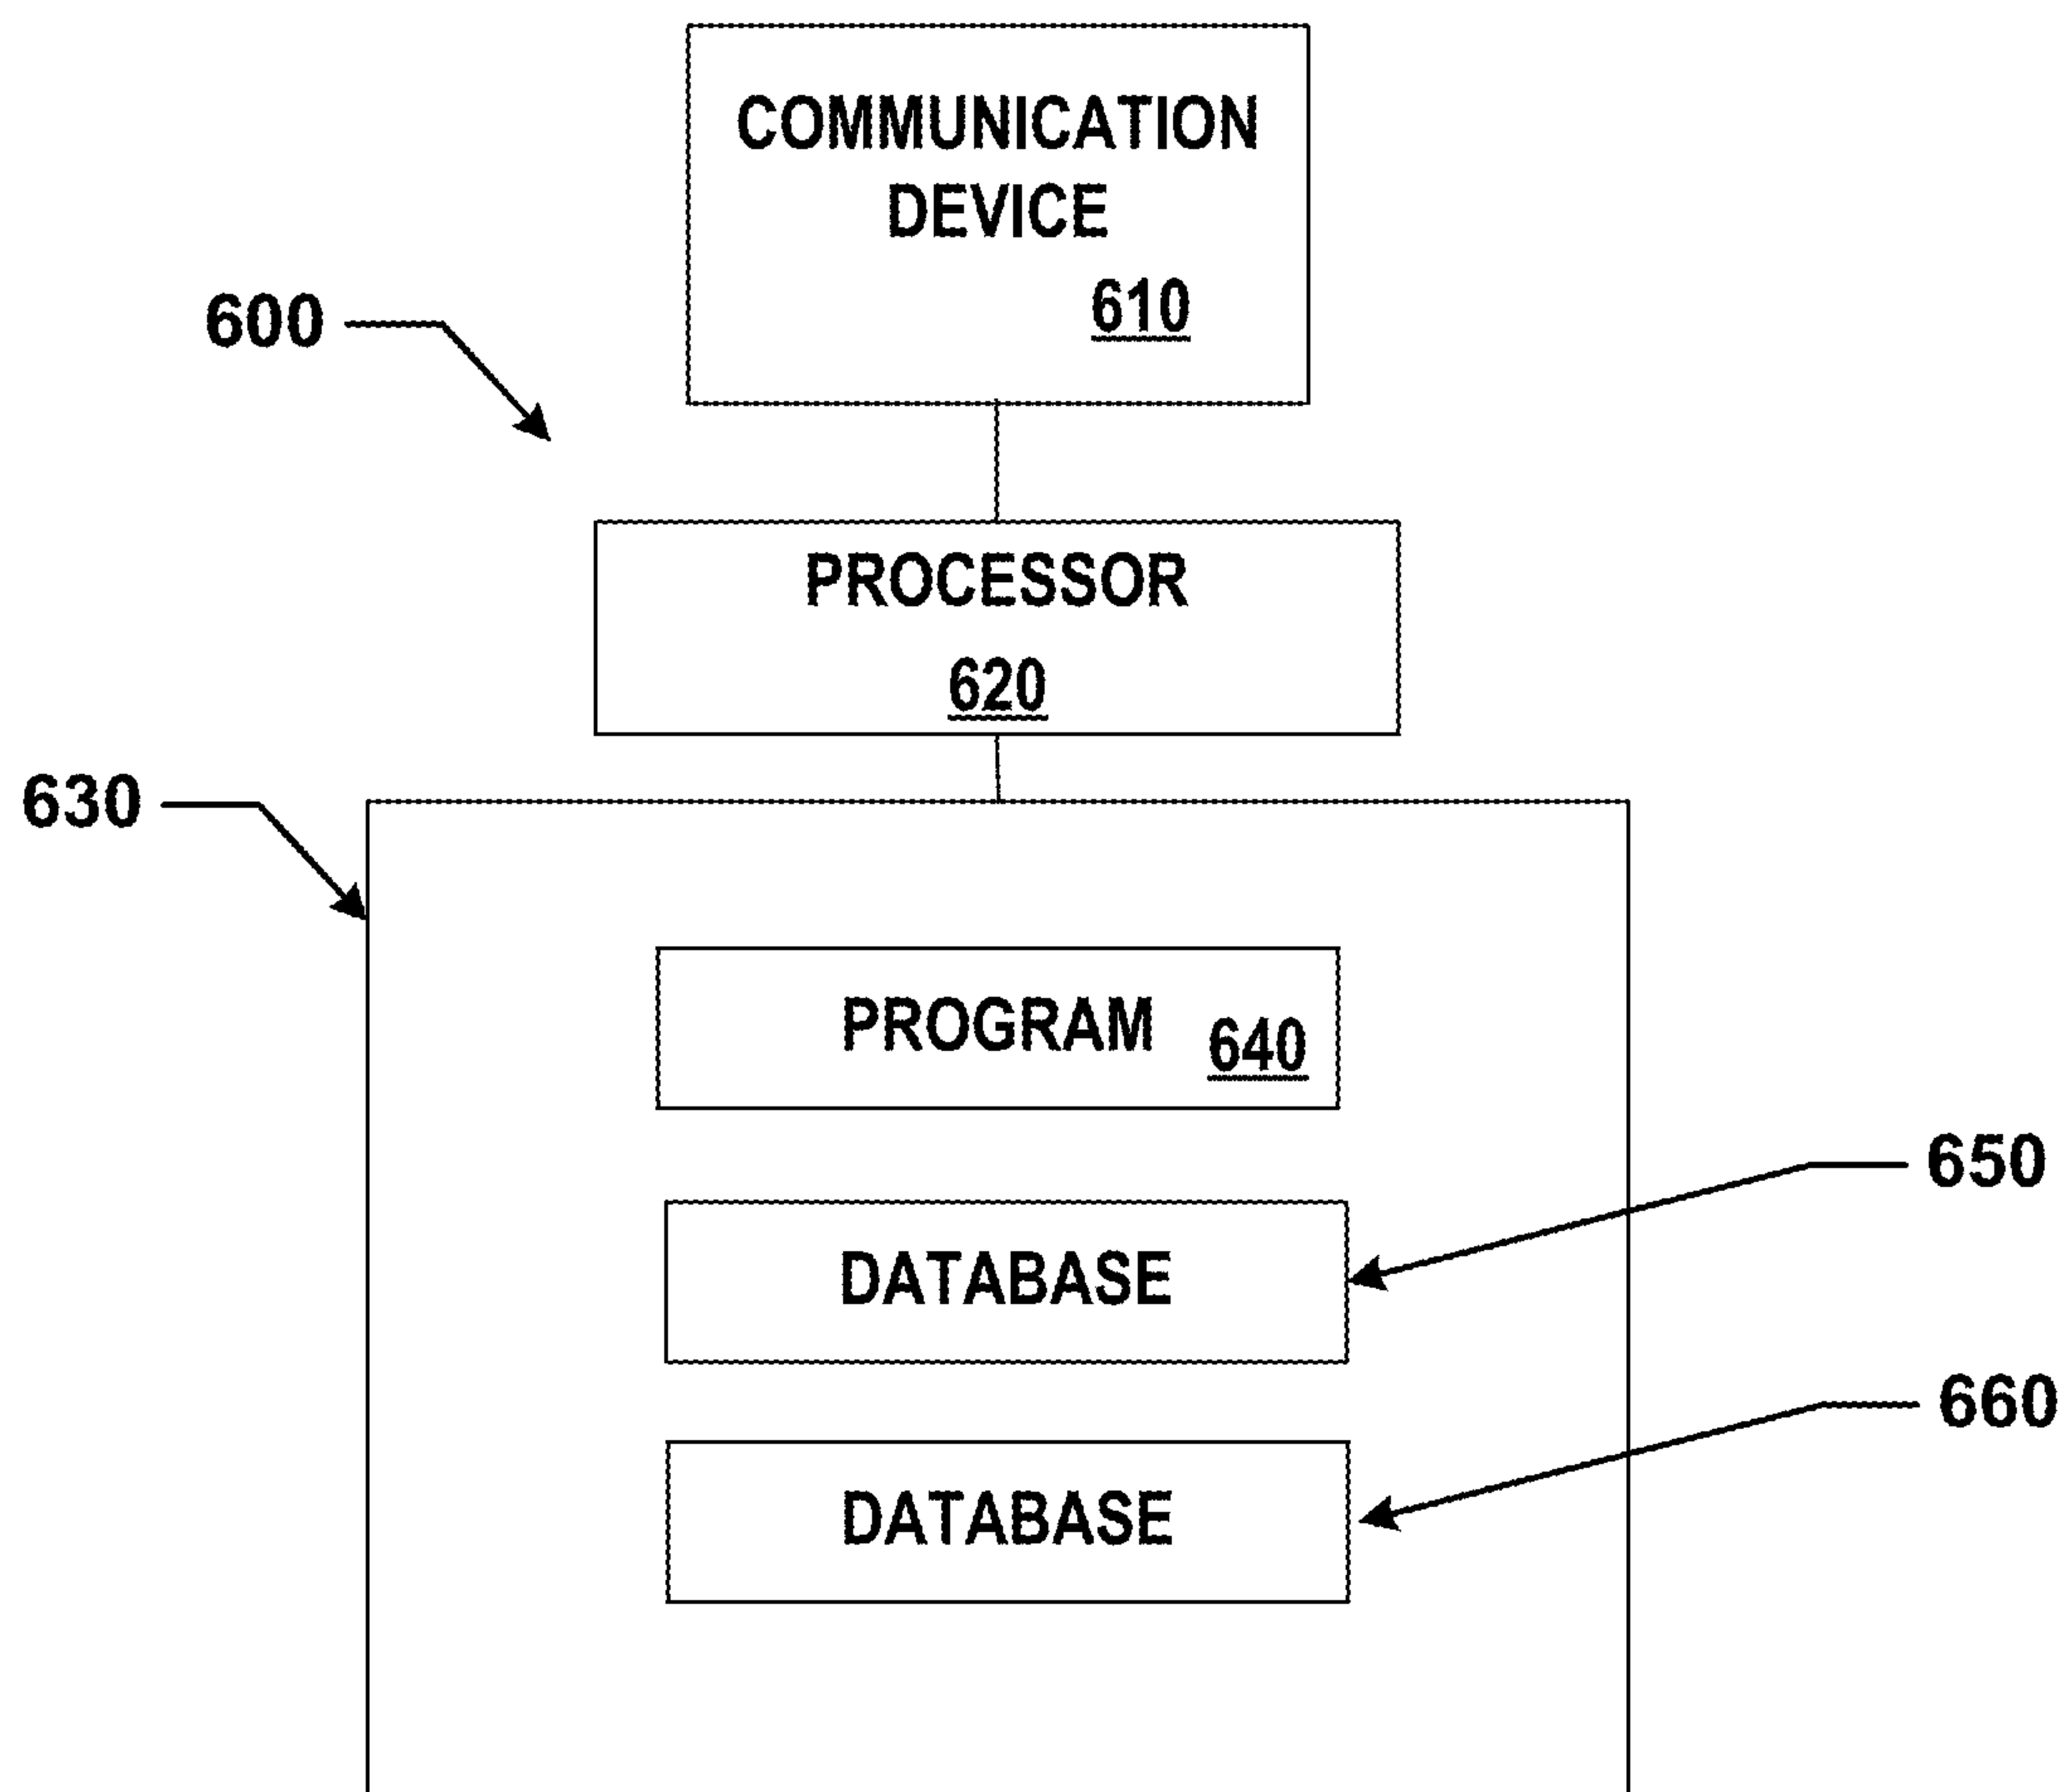 COMMUNICATION
DEVICE
610
600
PROCESSOR
620
630
PROGRAM 640
650
DATABASE
660
DATABASE